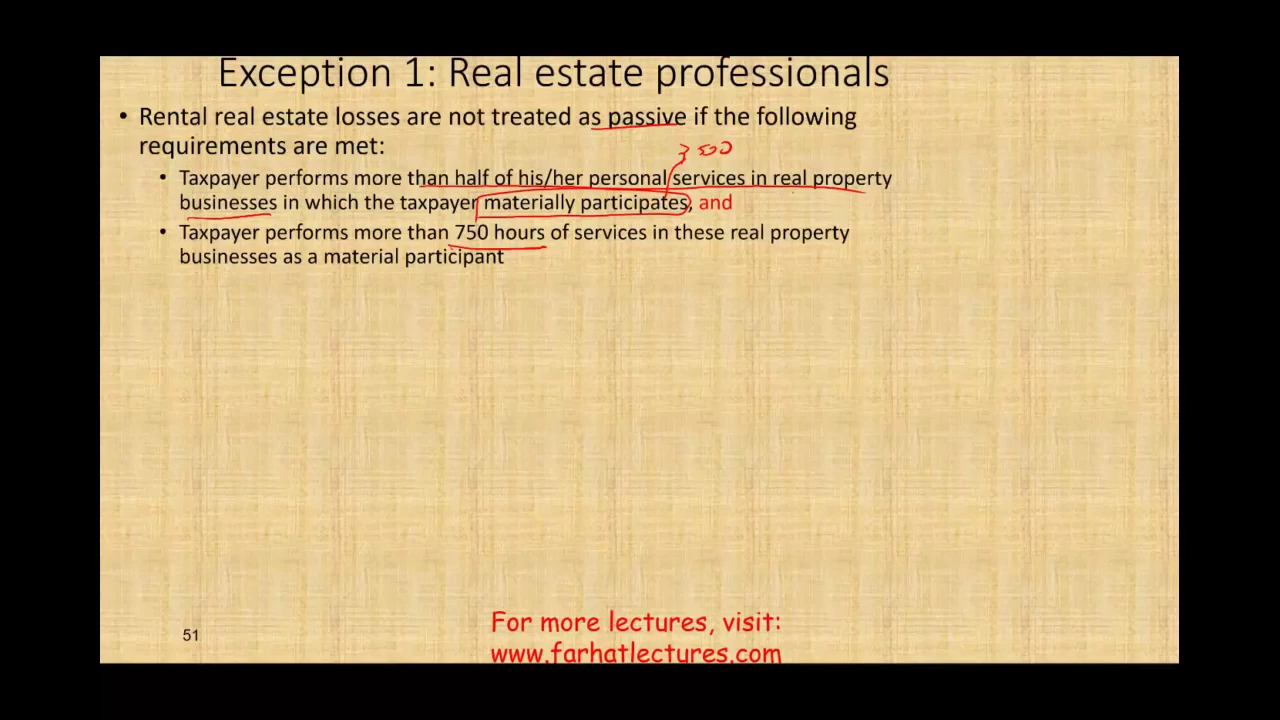 Exception 1: Real estate professionals
• Rental real estate losses are not treated as passive if the following
requirements are met:
500
• Taxpayer performs more than half of his/her personal services in real property
businesses in which the taxpayer materially participates, and
• Taxpayer performs more than 750 hours of services in these real property
businesses as a material participant
For more lectures, visit:
51
www.farhatlectures.com